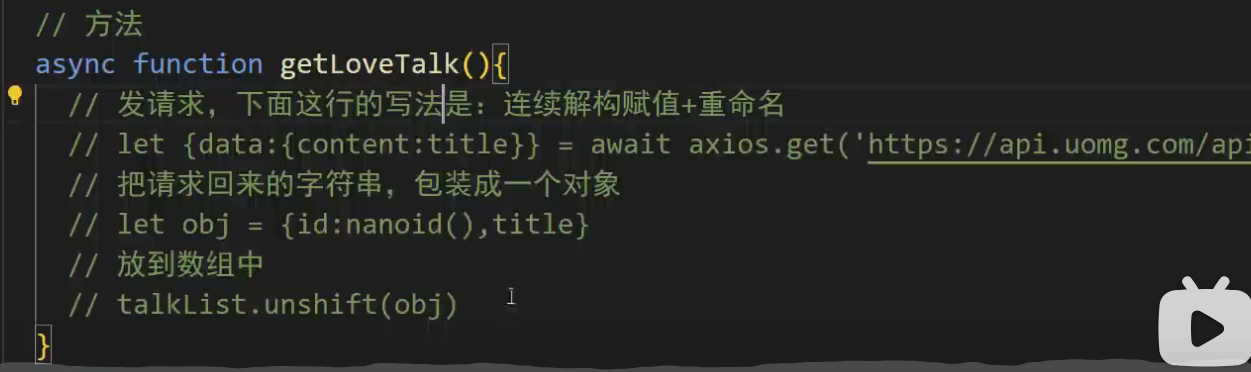 // 方法
async function getLoveTalk(){
// 发请求，下面这行的写法是：连续解构赋值+重命名
// let {data:{content:title}} = await axios.get('https://api.uomg.com/api
// 把请求回来的字符串，包装成一个对象
// let obj = {id:nanoid(),title}
// 放到数组中
// talkList.unshift(obj)
}